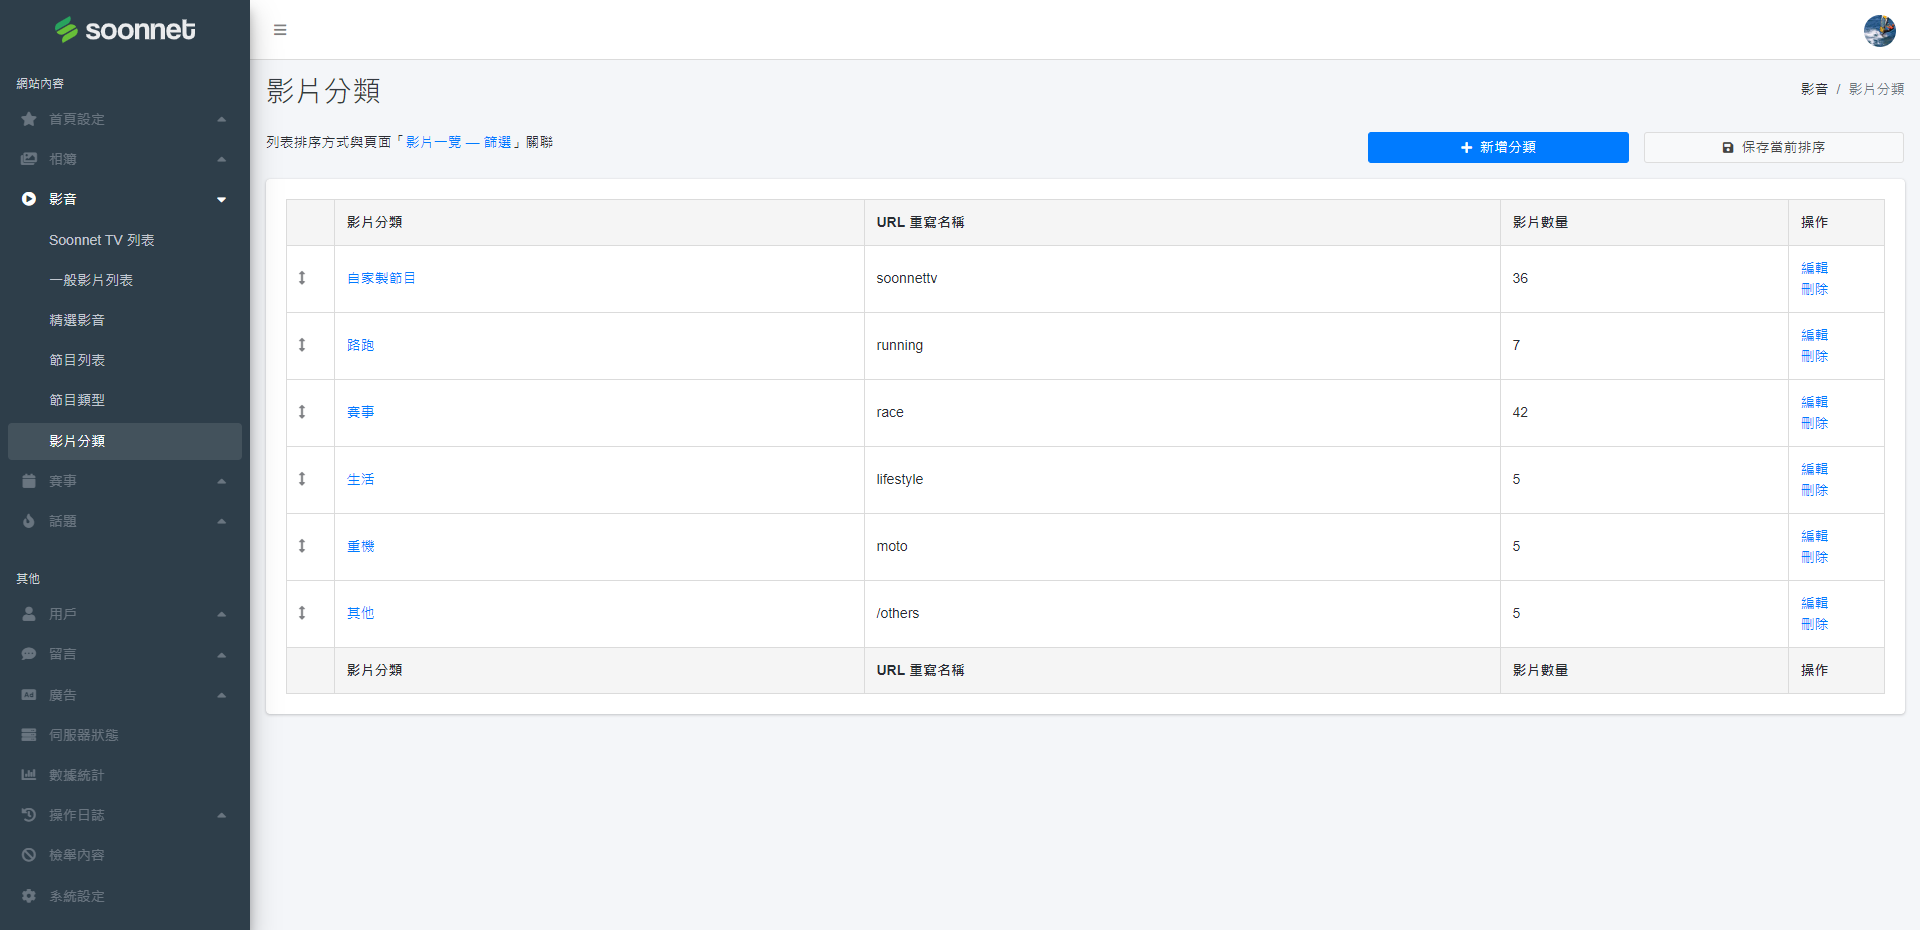 soonnet
網站內容
首頁設定
相簿
影音
Soonnet TV 列表
一般影片列表
精選影音
節目列表
節目類型
影片分類
賽事
話題
其他
用戶
留言
廣告
伺服器狀態
數據統計
操作日誌
檢舉內容
系統設定
影片分類
影音 / 影片分類
列表排序方式與頁面「影片一覽 — 篩選」關聯
新增分類
保存當前排序
影片分類 URL 重寫名稱 影片數量 操作
自家製節目 soonnettv 36 編輯
刪除
路跑 running 7 編輯
刪除
賽事 race 42 編輯
刪除
生活 lifestyle 5 編輯
刪除
重機 moto 5 編輯
刪除
其他 /others 5 編輯
刪除
影片分類 URL 重寫名稱 影片數量 操作